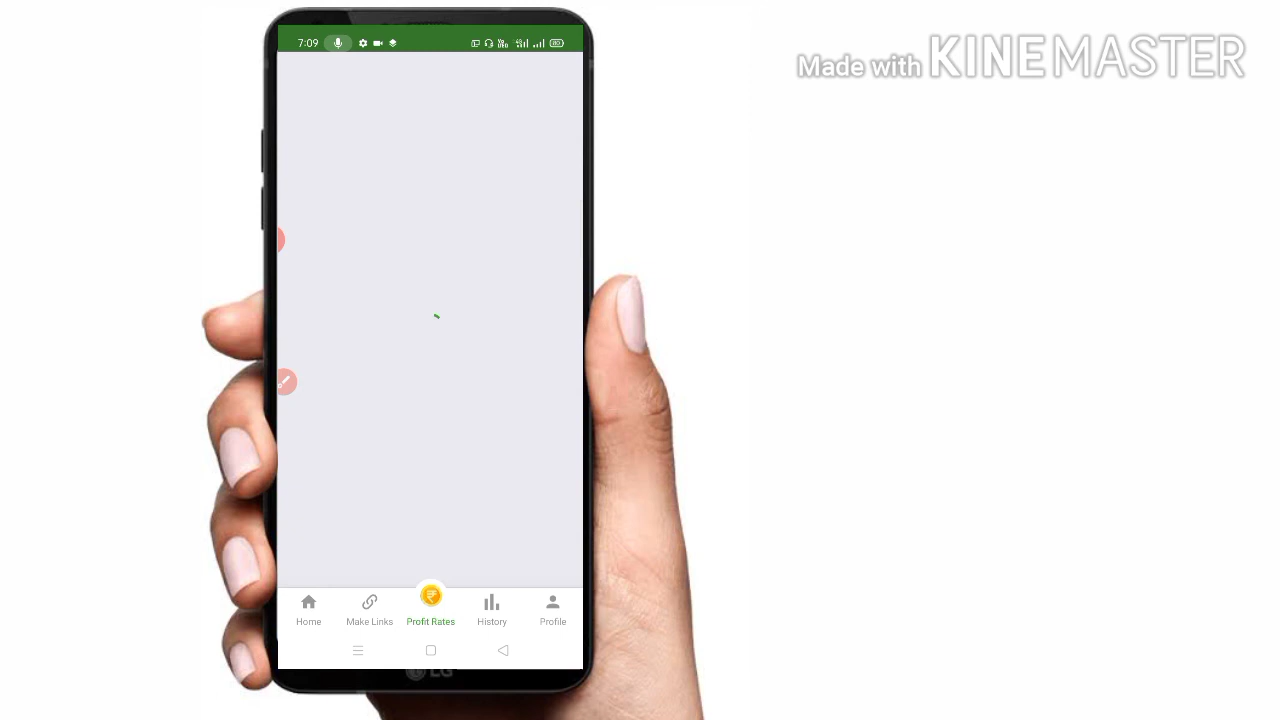 7:09
Made with KINEMASTER
Home
Make Links
Profit Rates
History
Profile
LG